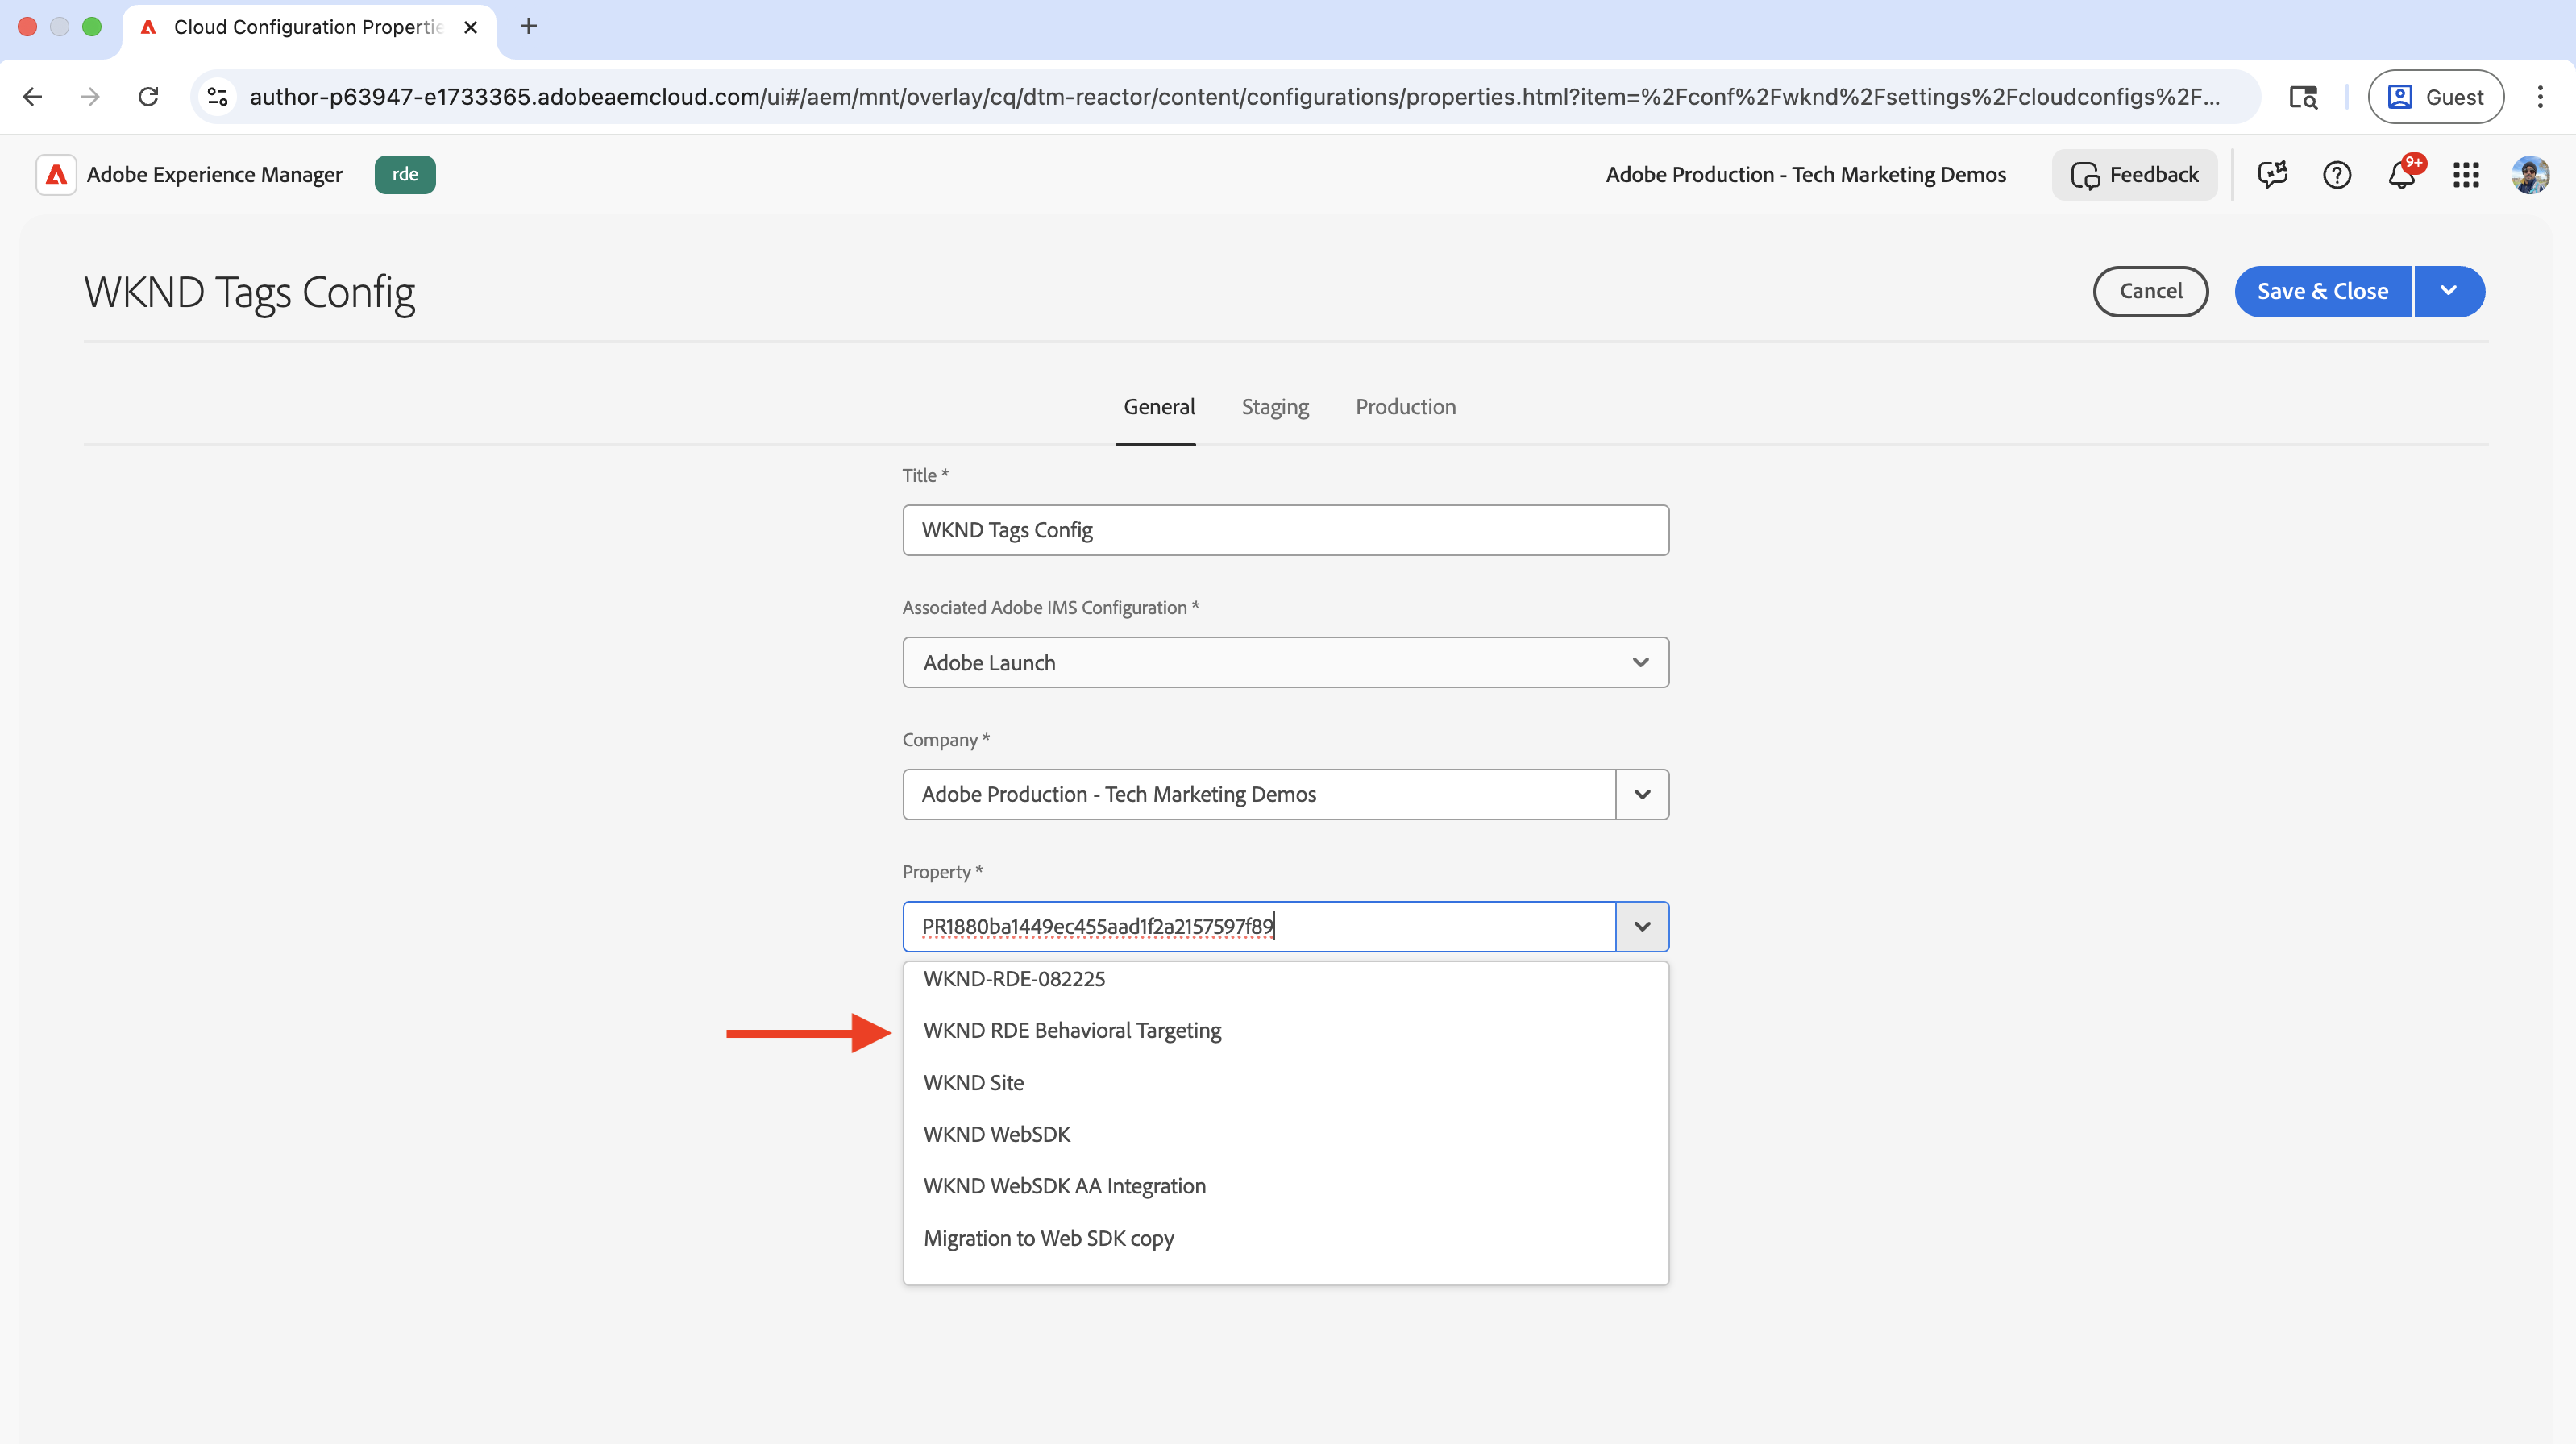 Cloud Configuration Propertie
author-p63947-e1733365.adobeaemcloud.com/ui#/aem/mnt/overlay/cq/dtm-reactor/content/configurations/properties.html?item=%2Fconf%2Fwknd%2Fsettings%2Fcloudconfigs%2F...
Guest
Adobe Experience Manager
rde
Adobe Production - Tech Marketing Demos
Feedback
9+
WKND Tags Config
Cancel
Save & Close
General
Staging
Production
Title *
WKND Tags Config
Associated Adobe IMS Configuration *
Adobe Launch
Company *
Adobe Production - Tech Marketing Demos
Property *
PR1880ba1449ec455aad1f2a2157597f89
WKND-RDE-082225
WKND RDE Behavioral Targeting
WKND Site
WKND WebSDK
WKND WebSDK AA Integration
Migration to Web SDK copy